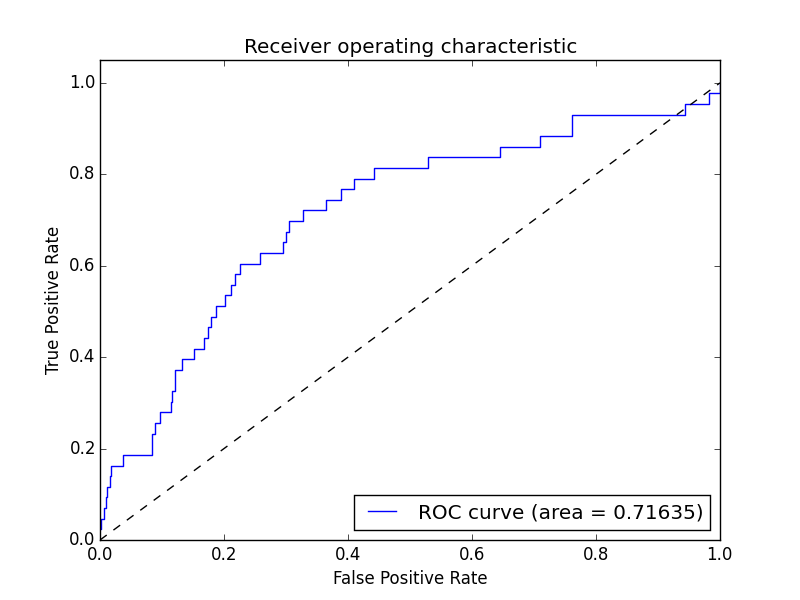 Receiver operating characteristic
1.0
0.8
0.6
0.4
0.2
0.0
True Positive Rate
ROC curve (area = 0.71635)
0.0 0.2 0.4 0.6 0.8 1.0
False Positive Rate